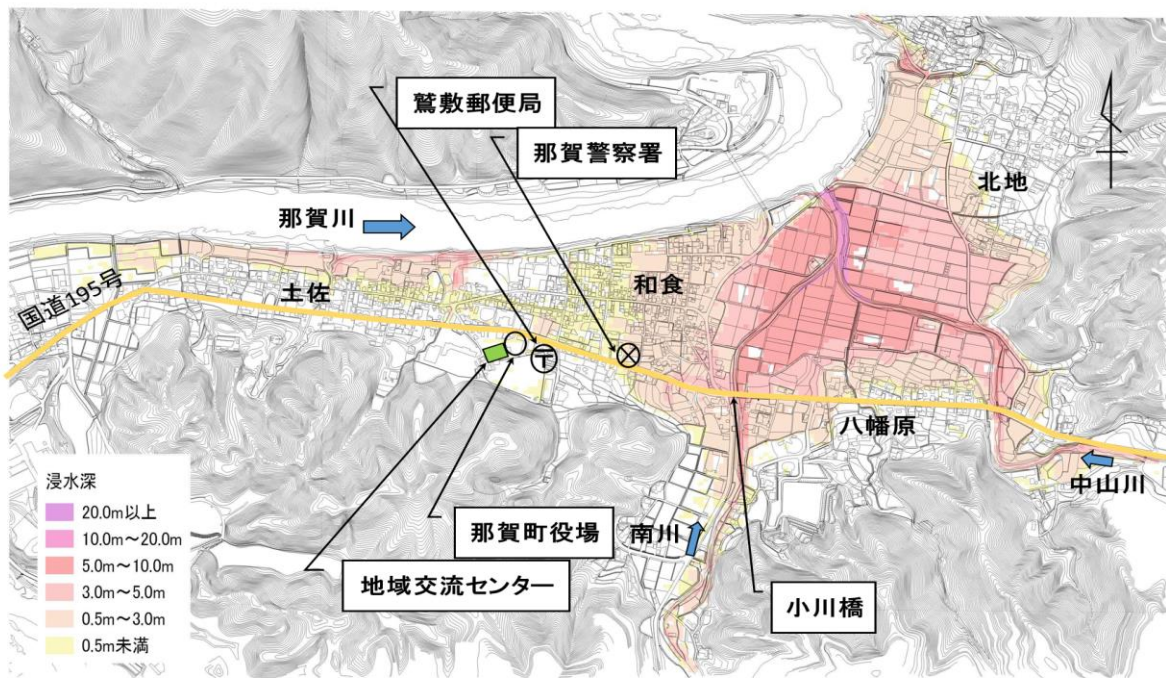 鷲敷郵便局
那賀警察署
北地
那賀川
和食
国道195号
土佐
〒
八幡原
中山川
浸水深
20.0m以上
10.0m～20.0m
5.0m～10.0m
3.0m～5.0m
0.5m～3.0m
0.5m未満
那賀町役場
南川
地域交流センター
小川橋